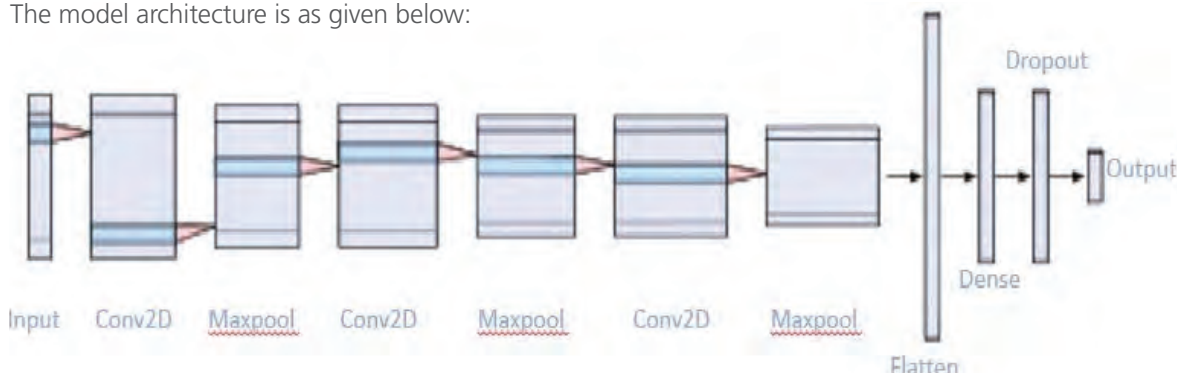 The model architecture is as given below:
Dropout
Output
Dense
Input Conv2D Maxpool Conv2D Maxpool Conv2D Maxpool
Flatten